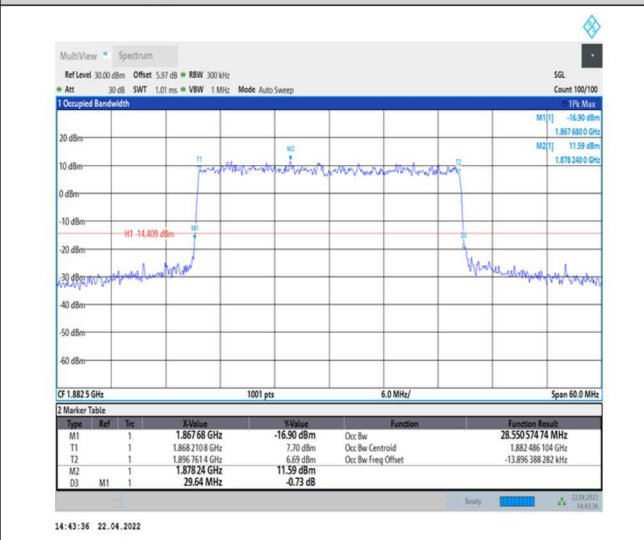 MultiView Spectrum
Ref Level 30.00 dBm Offset 5.97 dB RBW 300 kHz SGL
Att 30 dB SWT 1.01 ms VBW 1 MHz Mode Auto Sweep Count 100/100
1 Occupied Bandwidth 1Pk Max
M1[1] -16.90 dBm
1.867 680 0 GHz
M2[1] 11.59 dBm
1.878 240 0 GHz
20 dBm
M2
T1
T2
10 dBm
0 dBm
-10 dBm
M1
H1 -14.409 dBm
D3
-20 dBm
-30 dBm
-40 dBm
-50 dBm
-60 dBm
CF 1.882 5 GHz 1001 pts 6.0 MHz/ Span 60.0 MHz
2 Marker Table
Type Ref Trc X-Value Y-Value Function Function Result
M1 1 1.867 68 GHz -16.90 dBm Occ Bw 28.550 574 74 MHz
T1 1 1.868 210 8 GHz 7.70 dBm Occ Bw Centroid 1.882 486 104 GHz
T2 1 1.896 761 4 GHz 6.69 dBm Occ Bw Freq Offset -13.896 388 282 kHz
M2 1 1.878 24 GHz 11.59 dBm
D3 M1 1 29.64 MHz -0.73 dB
Ready 22.04.2022
14:43:36
14:43:36 22.04.2022